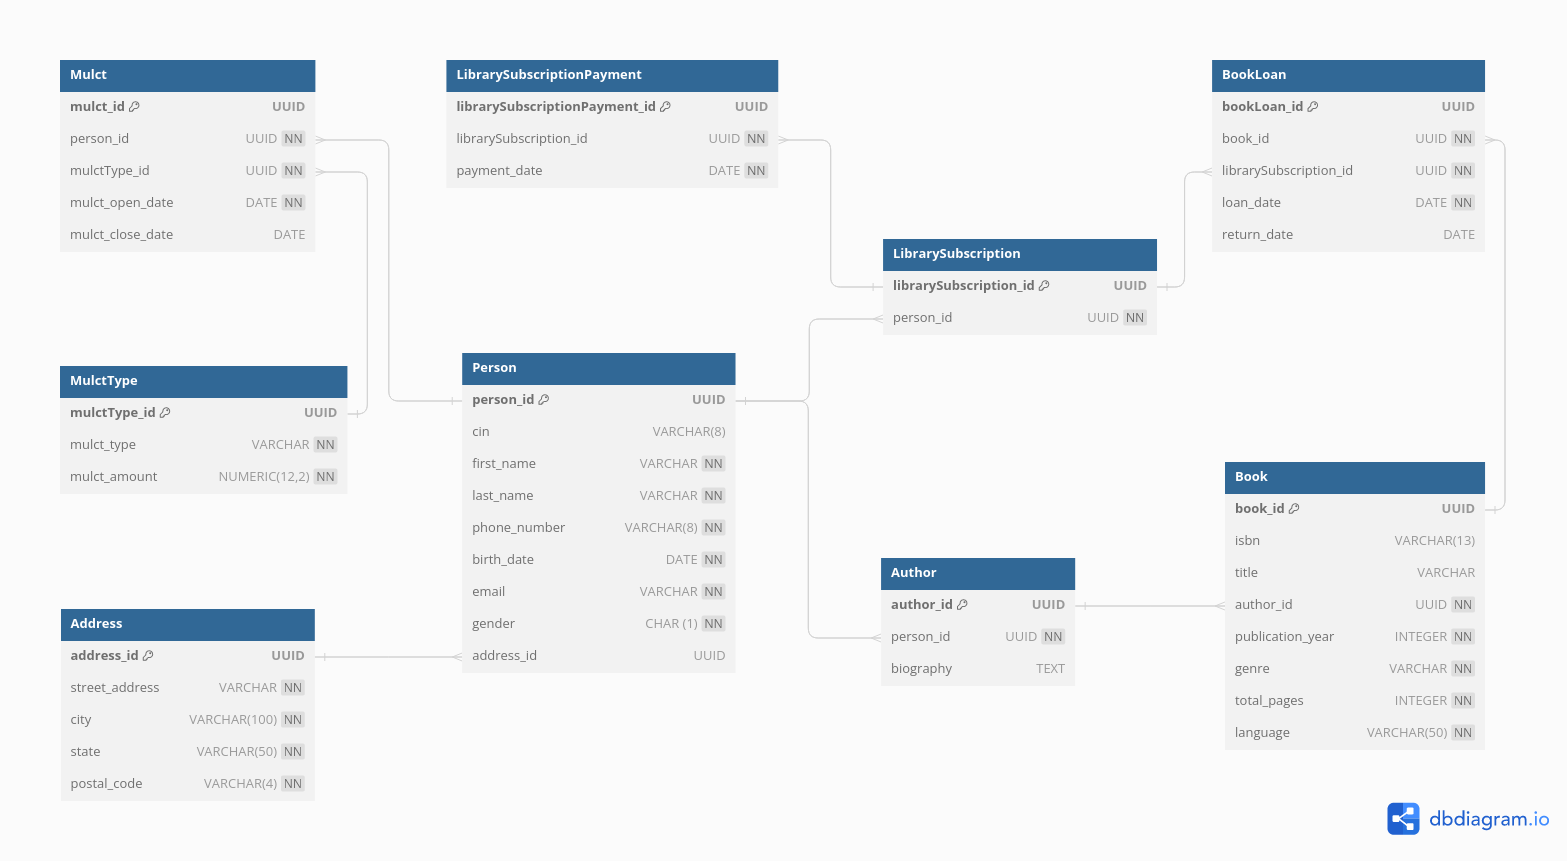 Mulct
mulct_id UUID
person_id UUID NN
mulctType_id UUID NN
mulct_open_date DATE NN
mulct_close_date DATE
LibrarySubscriptionPayment
librarySubscriptionPayment_id UUID
librarySubscription_id UUID NN
payment_date DATE NN
BookLoan
bookLoan_id UUID
book_id UUID NN
librarySubscription_id UUID NN
loan_date DATE NN
return_date DATE
LibrarySubscription
librarySubscription_id UUID
person_id UUID NN
MulctType
mulctType_id UUID
mulct_type VARCHAR NN
mulct_amount NUMERIC(12,2) NN
Person
person_id UUID
cin VARCHAR(8)
first_name VARCHAR NN
last_name VARCHAR NN
phone_number VARCHAR(8) NN
birth_date DATE NN
email VARCHAR NN
gender CHAR (1) NN
address_id UUID
Book
book_id UUID
isbn VARCHAR(13)
title VARCHAR
author_id UUID NN
publication_year INTEGER NN
genre VARCHAR NN
total_pages INTEGER NN
language VARCHAR(50) NN
Author
author_id UUID
person_id UUID NN
biography TEXT
Address
address_id UUID
street_address VARCHAR NN
city VARCHAR(100) NN
state VARCHAR(50) NN
postal_code VARCHAR(4) NN
dbdiagram.io